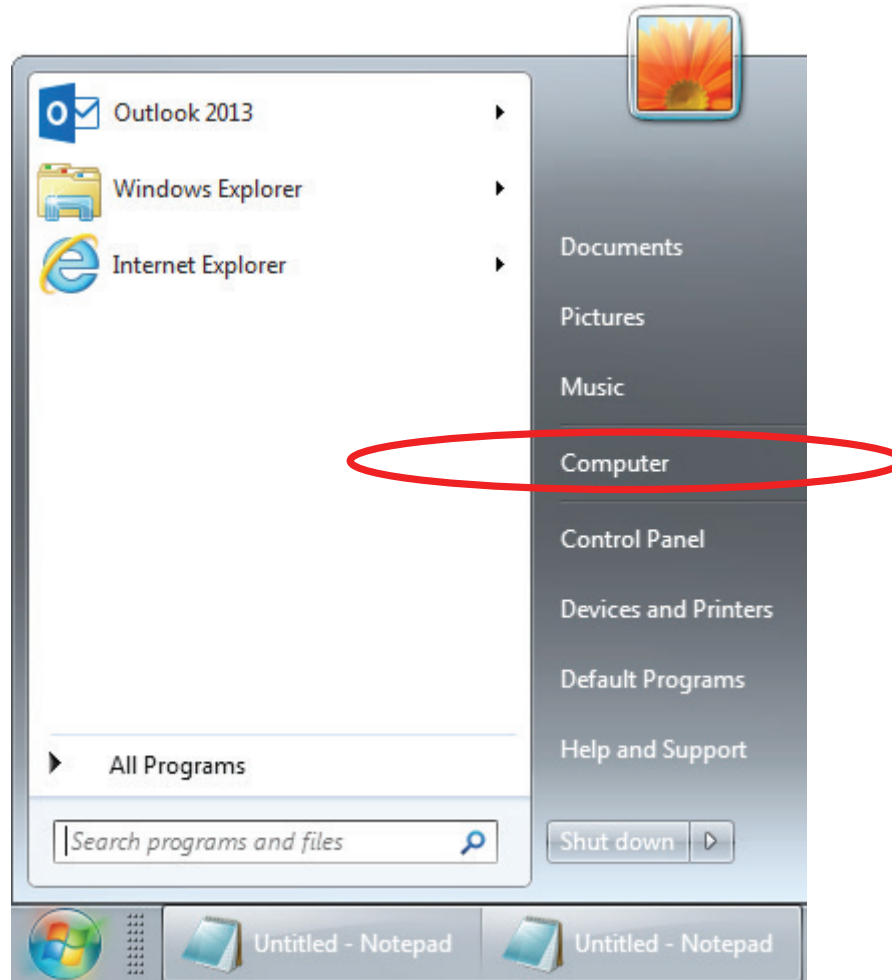 Outlook 2013
Windows Explorer
Internet Explorer
All Programs
Search programs and files
Documents
Pictures
Music
Computer
Control Panel
Devices and Printers
Default Programs
Help and Support
Shut down
Untitled - Notepad
Untitled - Notepad